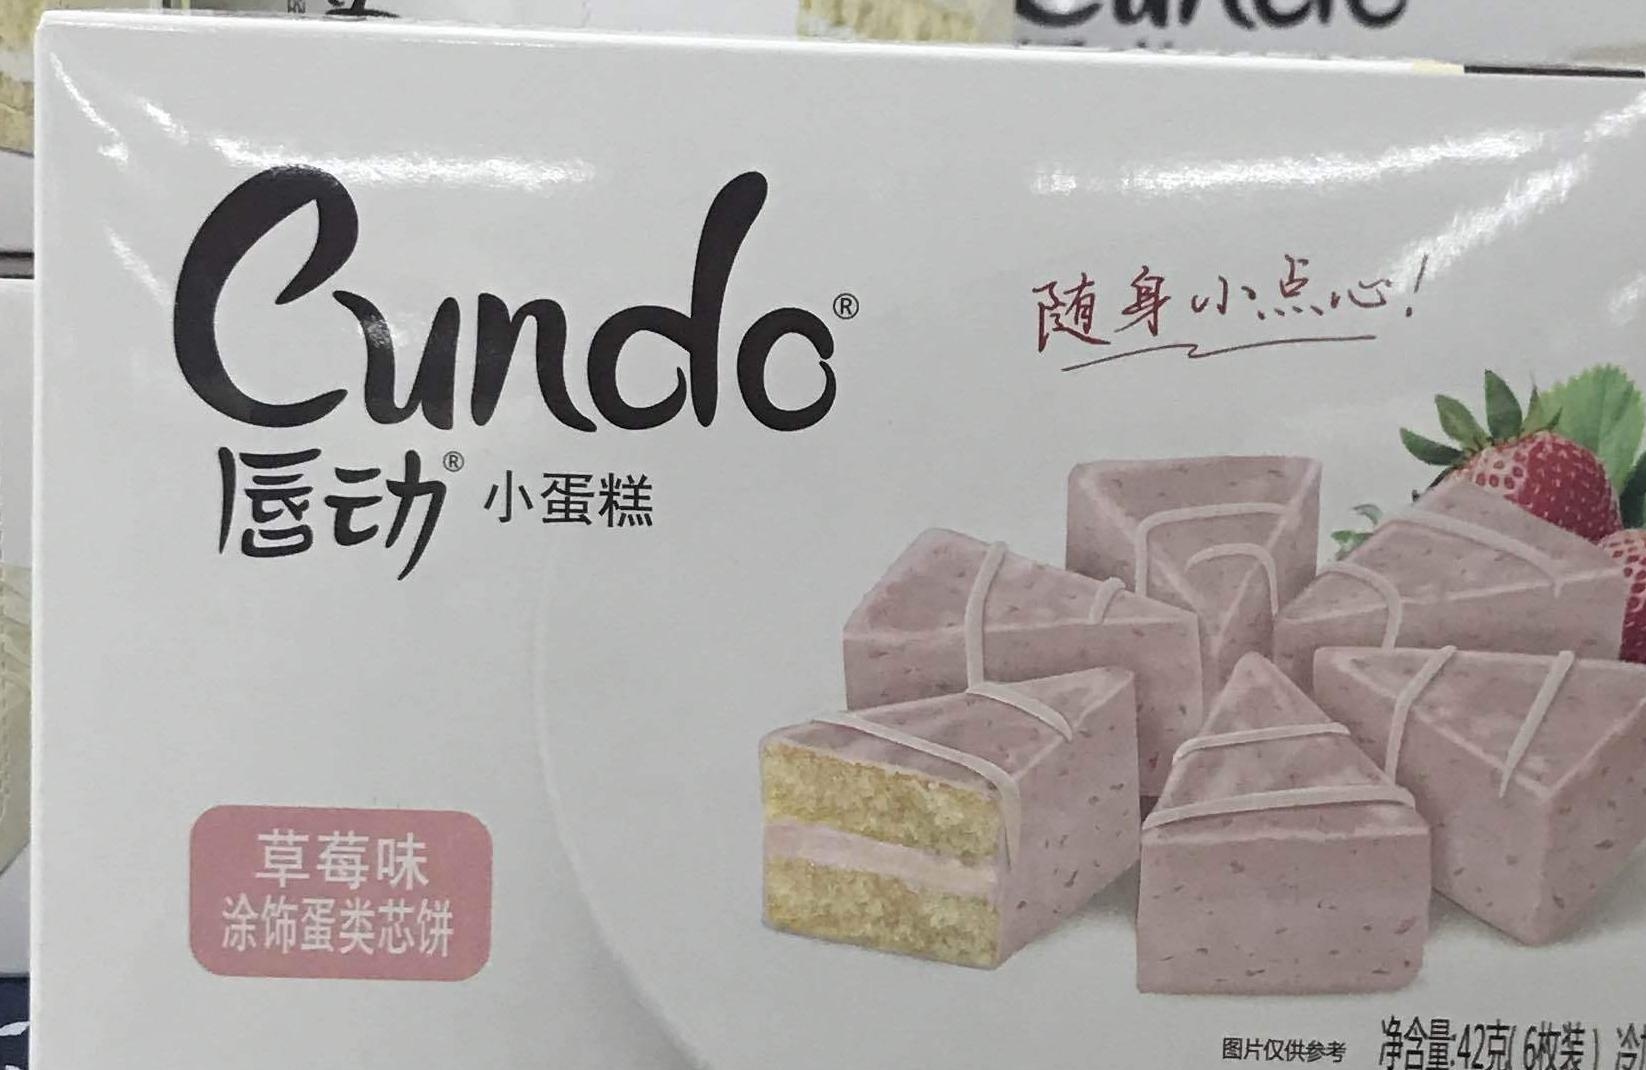 Cundo®
随身小点心！
唇动® 小蛋糕
草莓味
涂饰蛋类芯饼
图片仅供参考
净含量:42克(6枚装)